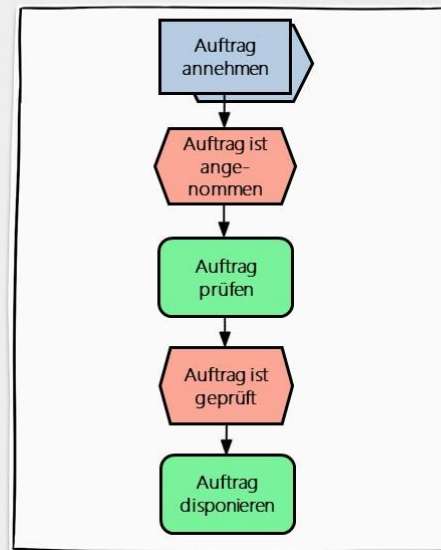 Auftrag
annehmen
Auftrag ist
ange-
nommen
Auftrag
prüfen
Auftrag ist
geprüft
Auftrag
disponieren